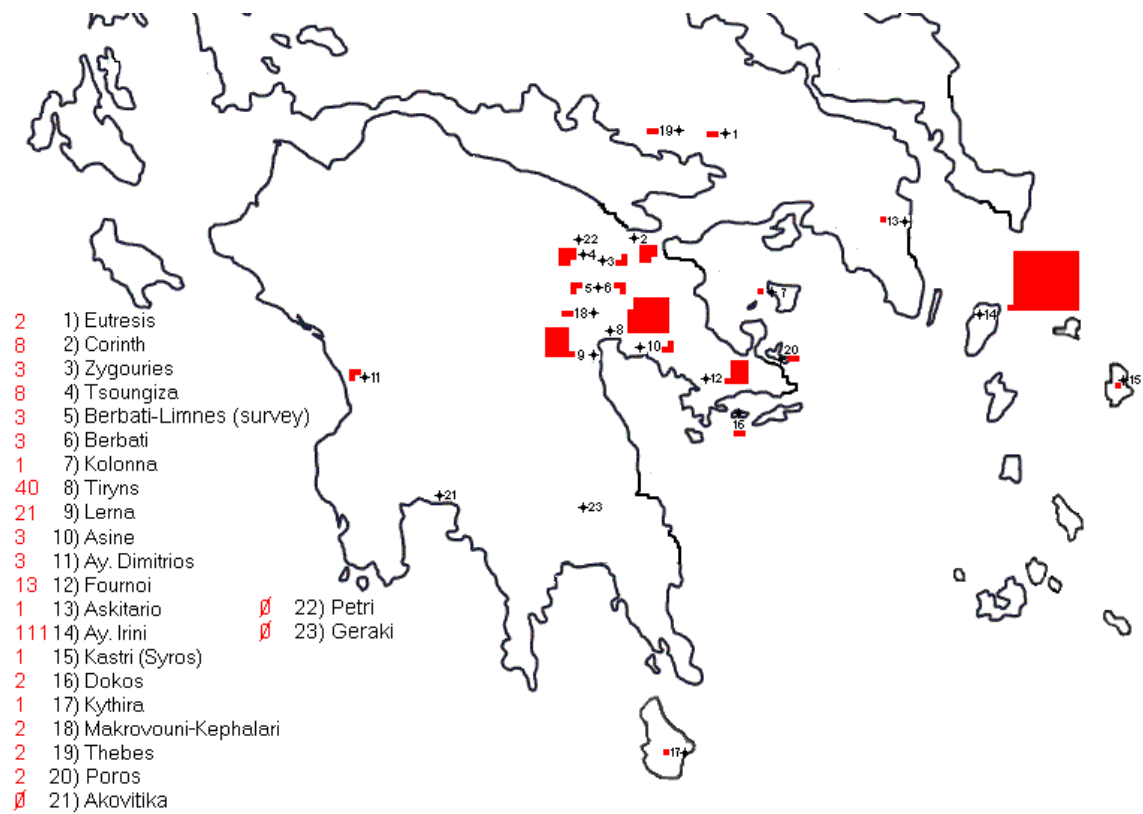 19
1
13
2
22
4
3
5
6
7
18
14
8
9
10
20
12
15
11
16
21
23
17
2 1) Eutresis
8 2) Corinth
3 3) Zygouries
8 4) Tsoungiza
3 5) Berbati-Limnes (survey)
3 6) Berbati
1 7) Kolonna
40 8) Tiryns
21 9) Lerna
3 10) Asine
3 11) Ay. Dimitrios
13 12) Fournoi
1 13) Askitario
111 14) Ay. Irini
1 15) Kastri (Syros)
2 16) Dokos
1 17) Kythira
2 18) Makrovouni-Kephalari
2 19) Thebes
2 20) Poros
Ø 21) Akovitika
Ø 22) Petri
Ø 23) Geraki